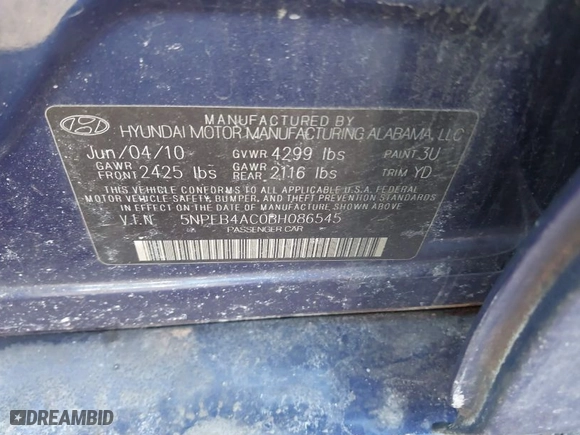 MANUFACTURED BY
HYUNDAI MOTOR MANUFACTURING ALABAMA, LLC
Jun/04/10 GVWR 4299 lbs PAINT 3U
GAWR FRONT 2425 lbs GAWR REAR 2116 lbs TRIM YD
THIS VEHICLE CONFORMS TO ALL APPLICABLE U.S.A. FEDERAL
MOTOR VEHICLE SAFETY, BUMPER, AND THEFT PREVENTION STANDARDS
IN EFFECT ON THE DATE OF MANUFACTURE SHOWN ABOVE.
V.I.N 5NPEB4AC0BH086545
PASSENGER CAR
DREAMBID